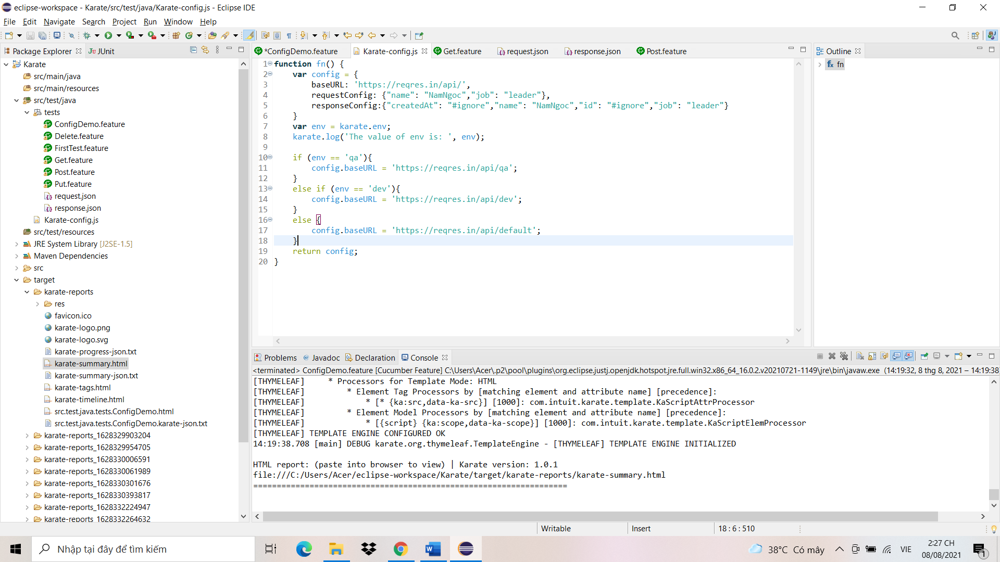 eclipse-workspace - Karate/src/test/java/Karate-config.js - Eclipse IDE
File Edit Navigate Search Project Run Window Help
Package Explorer
JUnit
Karate
src/main/java
src/main/resources
src/test/java
tests
ConfigDemo.feature
Delete.feature
FirstTest.feature
Get.feature
Post.feature
Put.feature
request.json
response.json
Karate-config.js
src/test/resources
JRE System Library [J2SE-1.5]
Maven Dependencies
src
target
karate-reports
res
favicon.ico
karate-logo.png
karate-logo.svg
karate-progress-json.txt
karate-summary.html
karate-summary-json.txt
karate-tags.html
karate-timeline.html
src.test.java.tests.ConfigDemo.html
src.test.java.tests.ConfigDemo.karate-json.txt
karate-reports_1628329903204
karate-reports_1628329954705
karate-reports_1628330006591
karate-reports_1628330061989
karate-reports_1628330301676
karate-reports_1628330393817
karate-reports_1628332224947
karate-reports_1628332264632
*ConfigDemo.feature Karate-config.js Get.feature request.json response.json Post.feature
1 function fn() {
2 var config = {
3 baseURL: 'https://reqres.in/api/',
4 requestConfig: {"name": "NamNgoc","job": "leader"},
5 responseConfig:{"createdAt": "#ignore","name": "NamNgoc","id": "#ignore","job": "leader"}
6 }
7 var env = karate.env;
8 karate.log('The value of env is: ', env);
9
10 if (env == 'qa'){
11 config.baseURL = 'https://reqres.in/api/qa';
12 }
13 else if (env == 'dev'){
14 config.baseURL = 'https://reqres.in/api/dev';
15 }
16 else {
17 config.baseURL = 'https://reqres.in/api/default';
18 }
19 return config;
20 }
Outline
fn
Problems Javadoc Declaration Console
<terminated> ConfigDemo.feature [Cucumber Feature] C:\Users\Acer\.p2\pool\plugins\org.eclipse.justj.openjdk.hotspot.jre.full.win32.x86_64_16.0.2.v20210721-1149\jre\bin\javaw.exe (14:19:32, 8 thg 8, 2021 – 14:19:38
[THYMELEAF] * Processors for Template Mode: HTML
[THYMELEAF] * Element Tag Processors by [matching element and attribute name] [precedence]:
[THYMELEAF] * [* {ka:src,data-ka-src}] [1000]: com.intuit.karate.template.KaScriptAttrProcessor
[THYMELEAF] * Element Model Processors by [matching element and attribute name] [precedence]:
[THYMELEAF] * [{script} {ka:scope,data-ka-scope}] [1000]: com.intuit.karate.template.KaScriptElemProcessor
[THYMELEAF] TEMPLATE ENGINE CONFIGURED OK
14:19:38.708 [main] DEBUG karate.org.thymeleaf.TemplateEngine - [THYMELEAF] TEMPLATE ENGINE INITIALIZED
HTML report: (paste into browser to view) | Karate version: 1.0.1
file:///C:/Users/Acer/eclipse-workspace/Karate/target/karate-reports/karate-summary.html
===================================================================
Writable Insert 18 : 6 : 510
Nhập tại đây để tìm kiếm
38°C Có mây
VIE
2:27 CH
08/08/2021
1